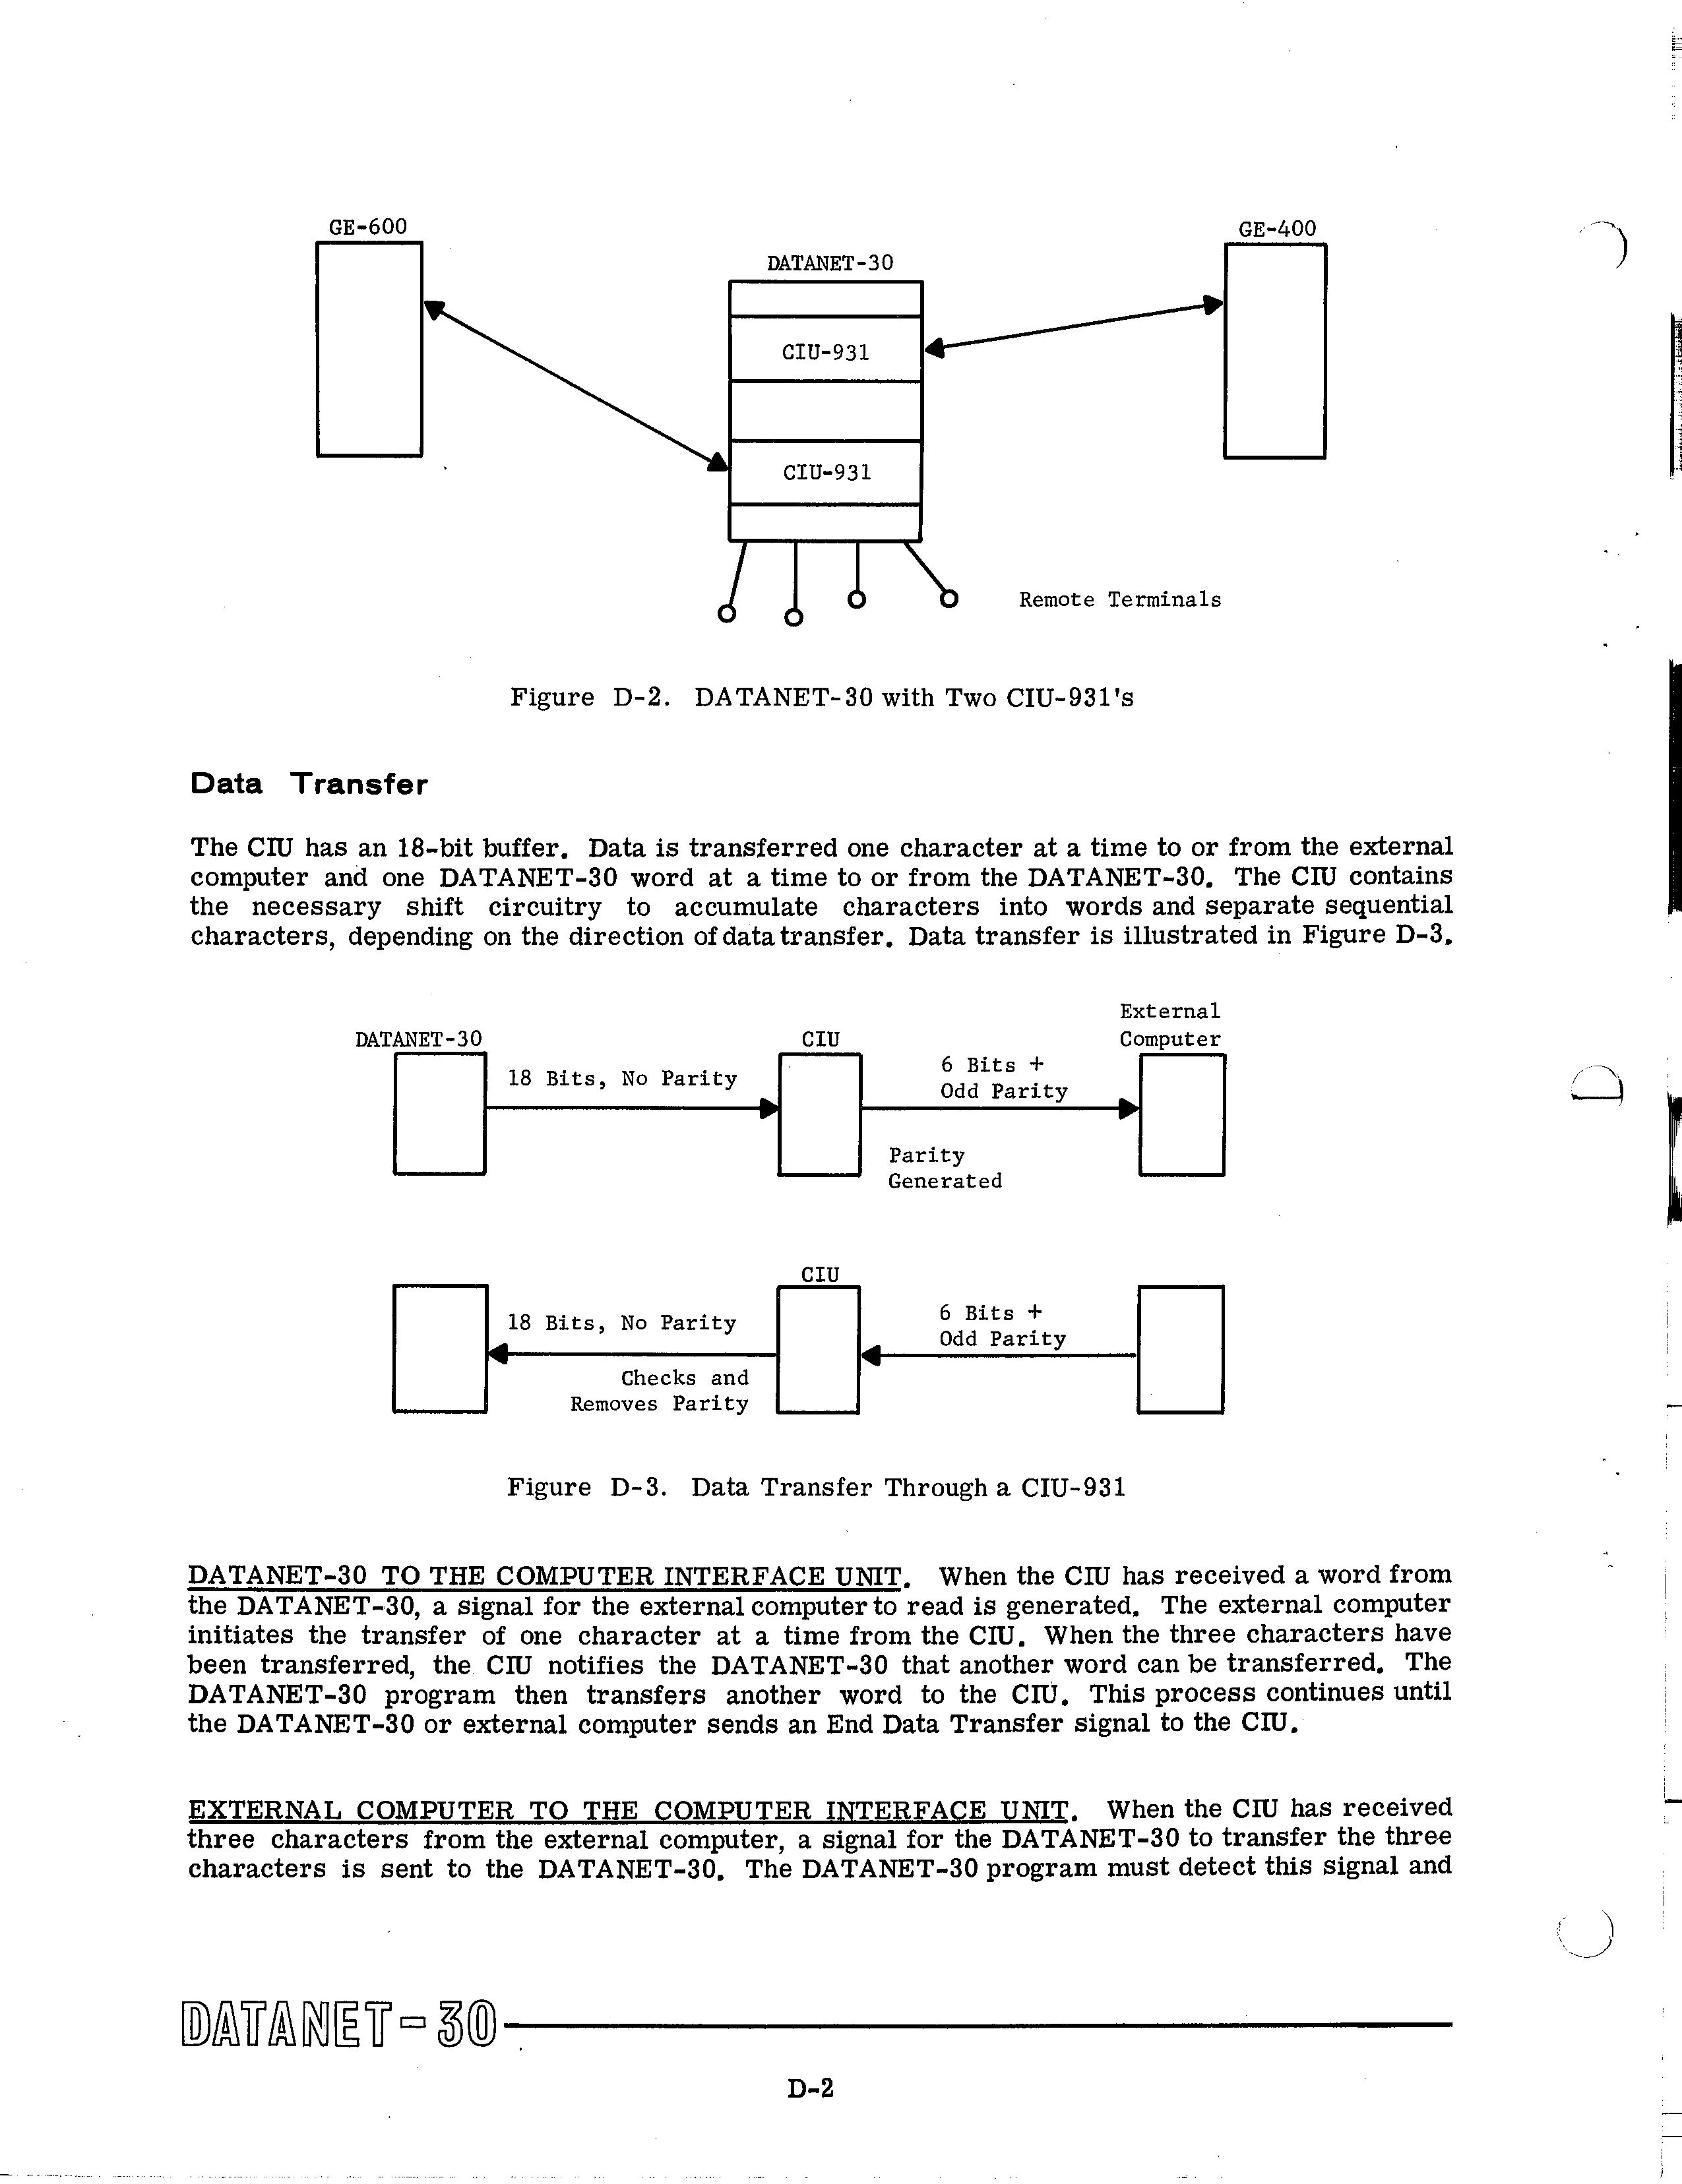 GE-600
GE-400
DATANET-30
CIU-931
CIU-931
Remote Terminals
Figure D-2. DATANET-30 with Two CIU-931's
Data Transfer
The CIU has an 18-bit buffer. Data is transferred one character at a time to or from the external
computer and one DATANET-30 word at a time to or from the DATANET-30. The CIU contains
the necessary shift circuitry to accumulate characters into words and separate sequential
characters, depending on the direction of data transfer. Data transfer is illustrated in Figure D-3.
External
DATANET-30 CIU Computer
18 Bits, No Parity
6 Bits +
Odd Parity
Parity
Generated
CIU
18 Bits, No Parity
6 Bits +
Odd Parity
Checks and
Removes Parity
Figure D-3. Data Transfer Through a CIU-931
DATANET-30 TO THE COMPUTER INTERFACE UNIT. When the CIU has received a word from
the DATANET-30, a signal for the external computer to read is generated. The external computer
initiates the transfer of one character at a time from the CIU. When the three characters have
been transferred, the CIU notifies the DATANET-30 that another word can be transferred. The
DATANET-30 program then transfers another word to the CIU. This process continues until
the DATANET-30 or external computer sends an End Data Transfer signal to the CIU.
EXTERNAL COMPUTER TO THE COMPUTER INTERFACE UNIT. When the CIU has received
three characters from the external computer, a signal for the DATANET-30 to transfer the three
characters is sent to the DATANET-30. The DATANET-30 program must detect this signal and
DATANET-30
D-2